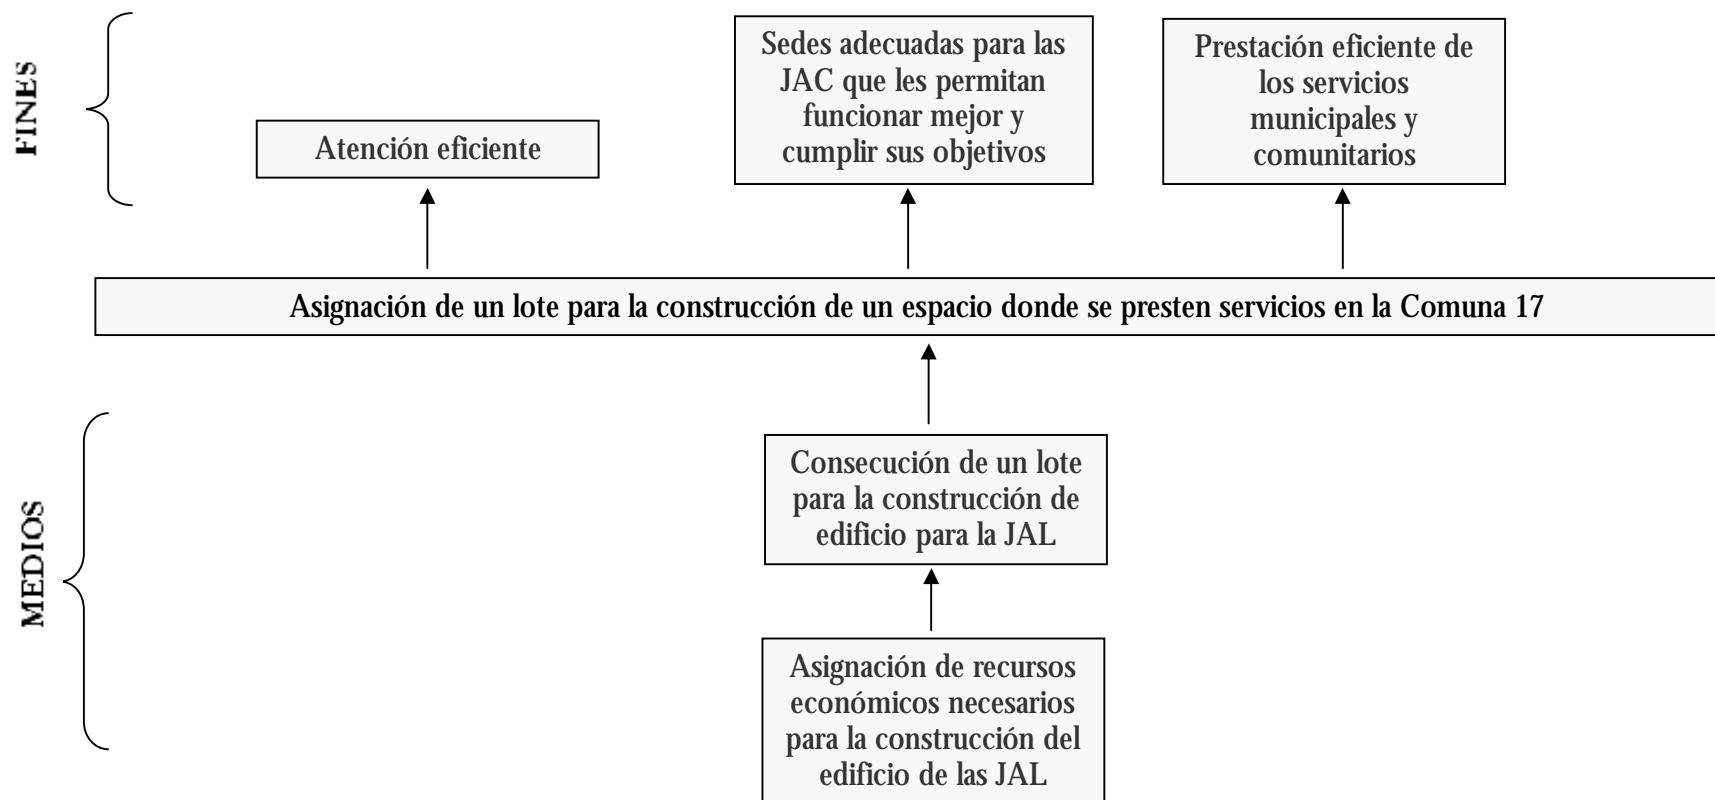 FINES
Atención eficiente
Sedes adecuadas para las
JAC que les permitan
funcionar mejor y
cumplir sus objetivos
Prestación eficiente de
los servicios
municipales y
comunitarios
Asignación de un lote para la construcción de un espacio donde se presten servicios en la Comuna 17
MEDIOS
Consecución de un lote
para la construcción de
edificio para la JAL
Asignación de recursos
económicos necesarios
para la construcción del
edificio de las JAL